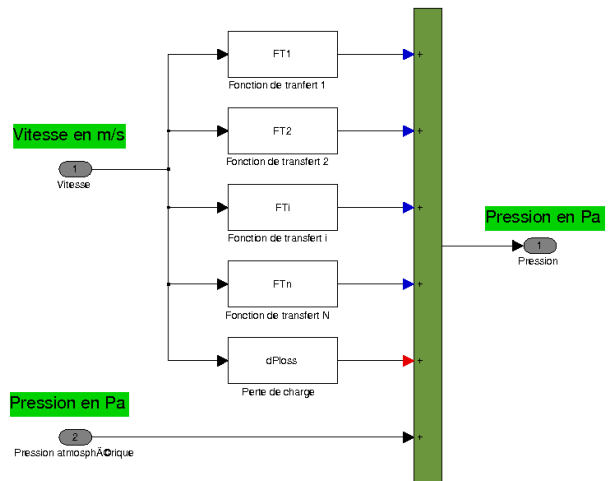 FT1
+
Fonction de tranfert 1
Vitesse en m/s
FT2
+
Fonction de transfert 2
1
Vitesse
FTi
+
Fonction de transfert i
Pression en Pa
1
Pression
FTn
+
Fonction de transfert N
dPloss
+
Perte de charge
Pression en Pa
2
+
Pression atmosphÃ©rique